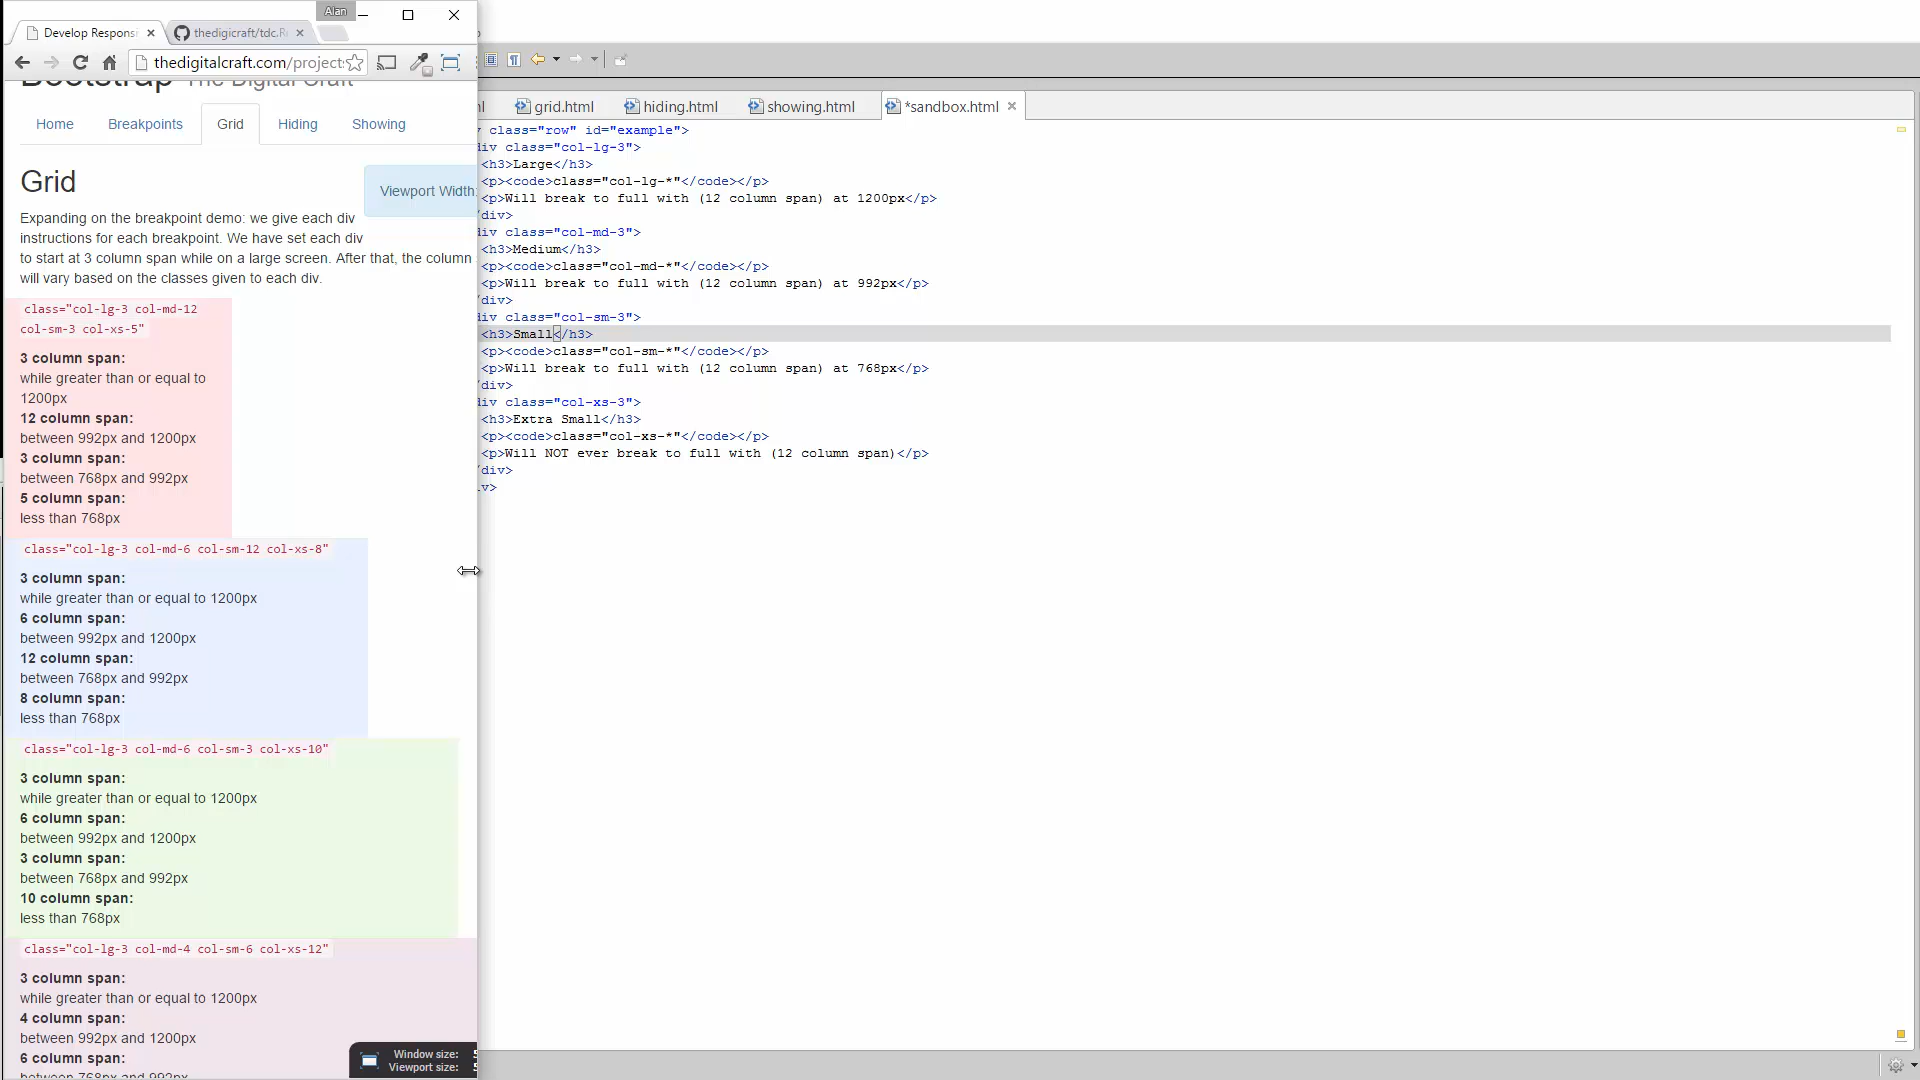 Alan
Develop Respons
thedigicraft/tdc.R
thedigitalcraft.com/project
Bootstrap The Digital Craft
Home
Breakpoints
Grid
Hiding
Showing
Grid
Viewport Width:
Expanding on the breakpoint demo: we give each div
instructions for each breakpoint. We have set each div
to start at 3 column span while on a large screen. After that, the column
will vary based on the classes given to each div.
class="col-lg-3 col-md-12
col-sm-3 col-xs-5"
3 column span:
while greater than or equal to
1200px
12 column span:
between 992px and 1200px
3 column span:
between 768px and 992px
5 column span:
less than 768px
class="col-lg-3 col-md-6 col-sm-12 col-xs-8"
3 column span:
while greater than or equal to 1200px
6 column span:
between 992px and 1200px
12 column span:
between 768px and 992px
8 column span:
less than 768px
class="col-lg-3 col-md-6 col-sm-3 col-xs-10"
3 column span:
while greater than or equal to 1200px
6 column span:
between 992px and 1200px
3 column span:
between 768px and 992px
10 column span:
less than 768px
class="col-lg-3 col-md-4 col-sm-6 col-xs-12"
3 column span:
while greater than or equal to 1200px
4 column span:
between 992px and 1200px
6 column span:
between 768px and 992px
Window size: 5
Viewport size: 5
grid.html
hiding.html
showing.html
*sandbox.html
class="row" id="example">
div class="col-lg-3">
<h3>Large</h3>
<p><code>class="col-lg-*"</code></p>
<p>Will break to full with (12 column span) at 1200px</p>
/div>
div class="col-md-3">
<h3>Medium</h3>
<p><code>class="col-md-*"</code></p>
<p>Will break to full with (12 column span) at 992px</p>
/div>
div class="col-sm-3">
<h3>Small</h3>
<p><code>class="col-sm-*"</code></p>
<p>Will break to full with (12 column span) at 768px</p>
/div>
div class="col-xs-3">
<h3>Extra Small</h3>
<p><code>class="col-xs-*"</code></p>
<p>Will NOT ever break to full with (12 column span)</p>
/div>
iv>